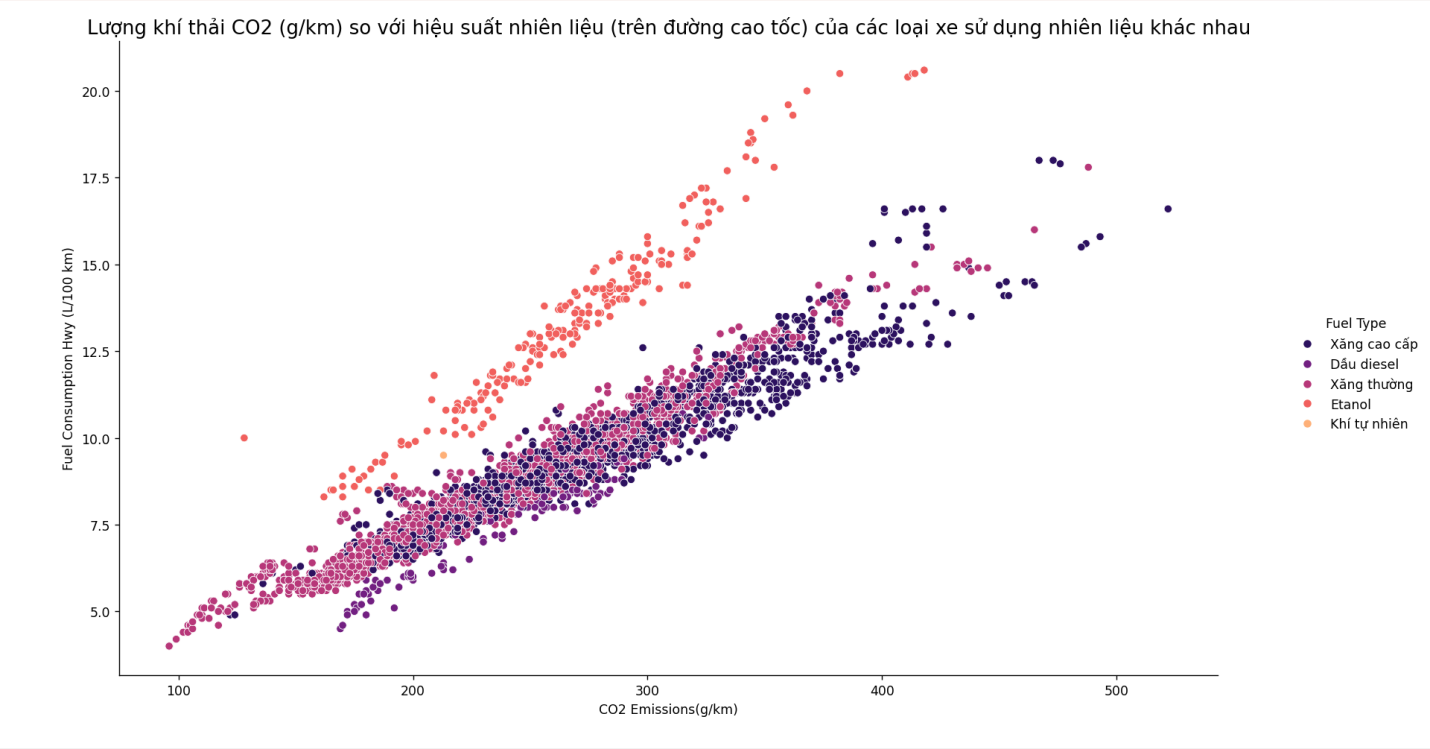 Lượng khí thải CO2 (g/km) so với hiệu suất nhiên liệu (trên đường cao tốc) của các loại xe sử dụng nhiên liệu khác nhau
20.0
17.5
15.0
12.5
10.0
7.5
5.0
Fuel Consumption Hwy (L/100 km)
100 200 300 400 500
CO2 Emissions(g/km)
Fuel Type
Xăng cao cấp
Dầu diesel
Xăng thường
Etanol
Khí tự nhiên